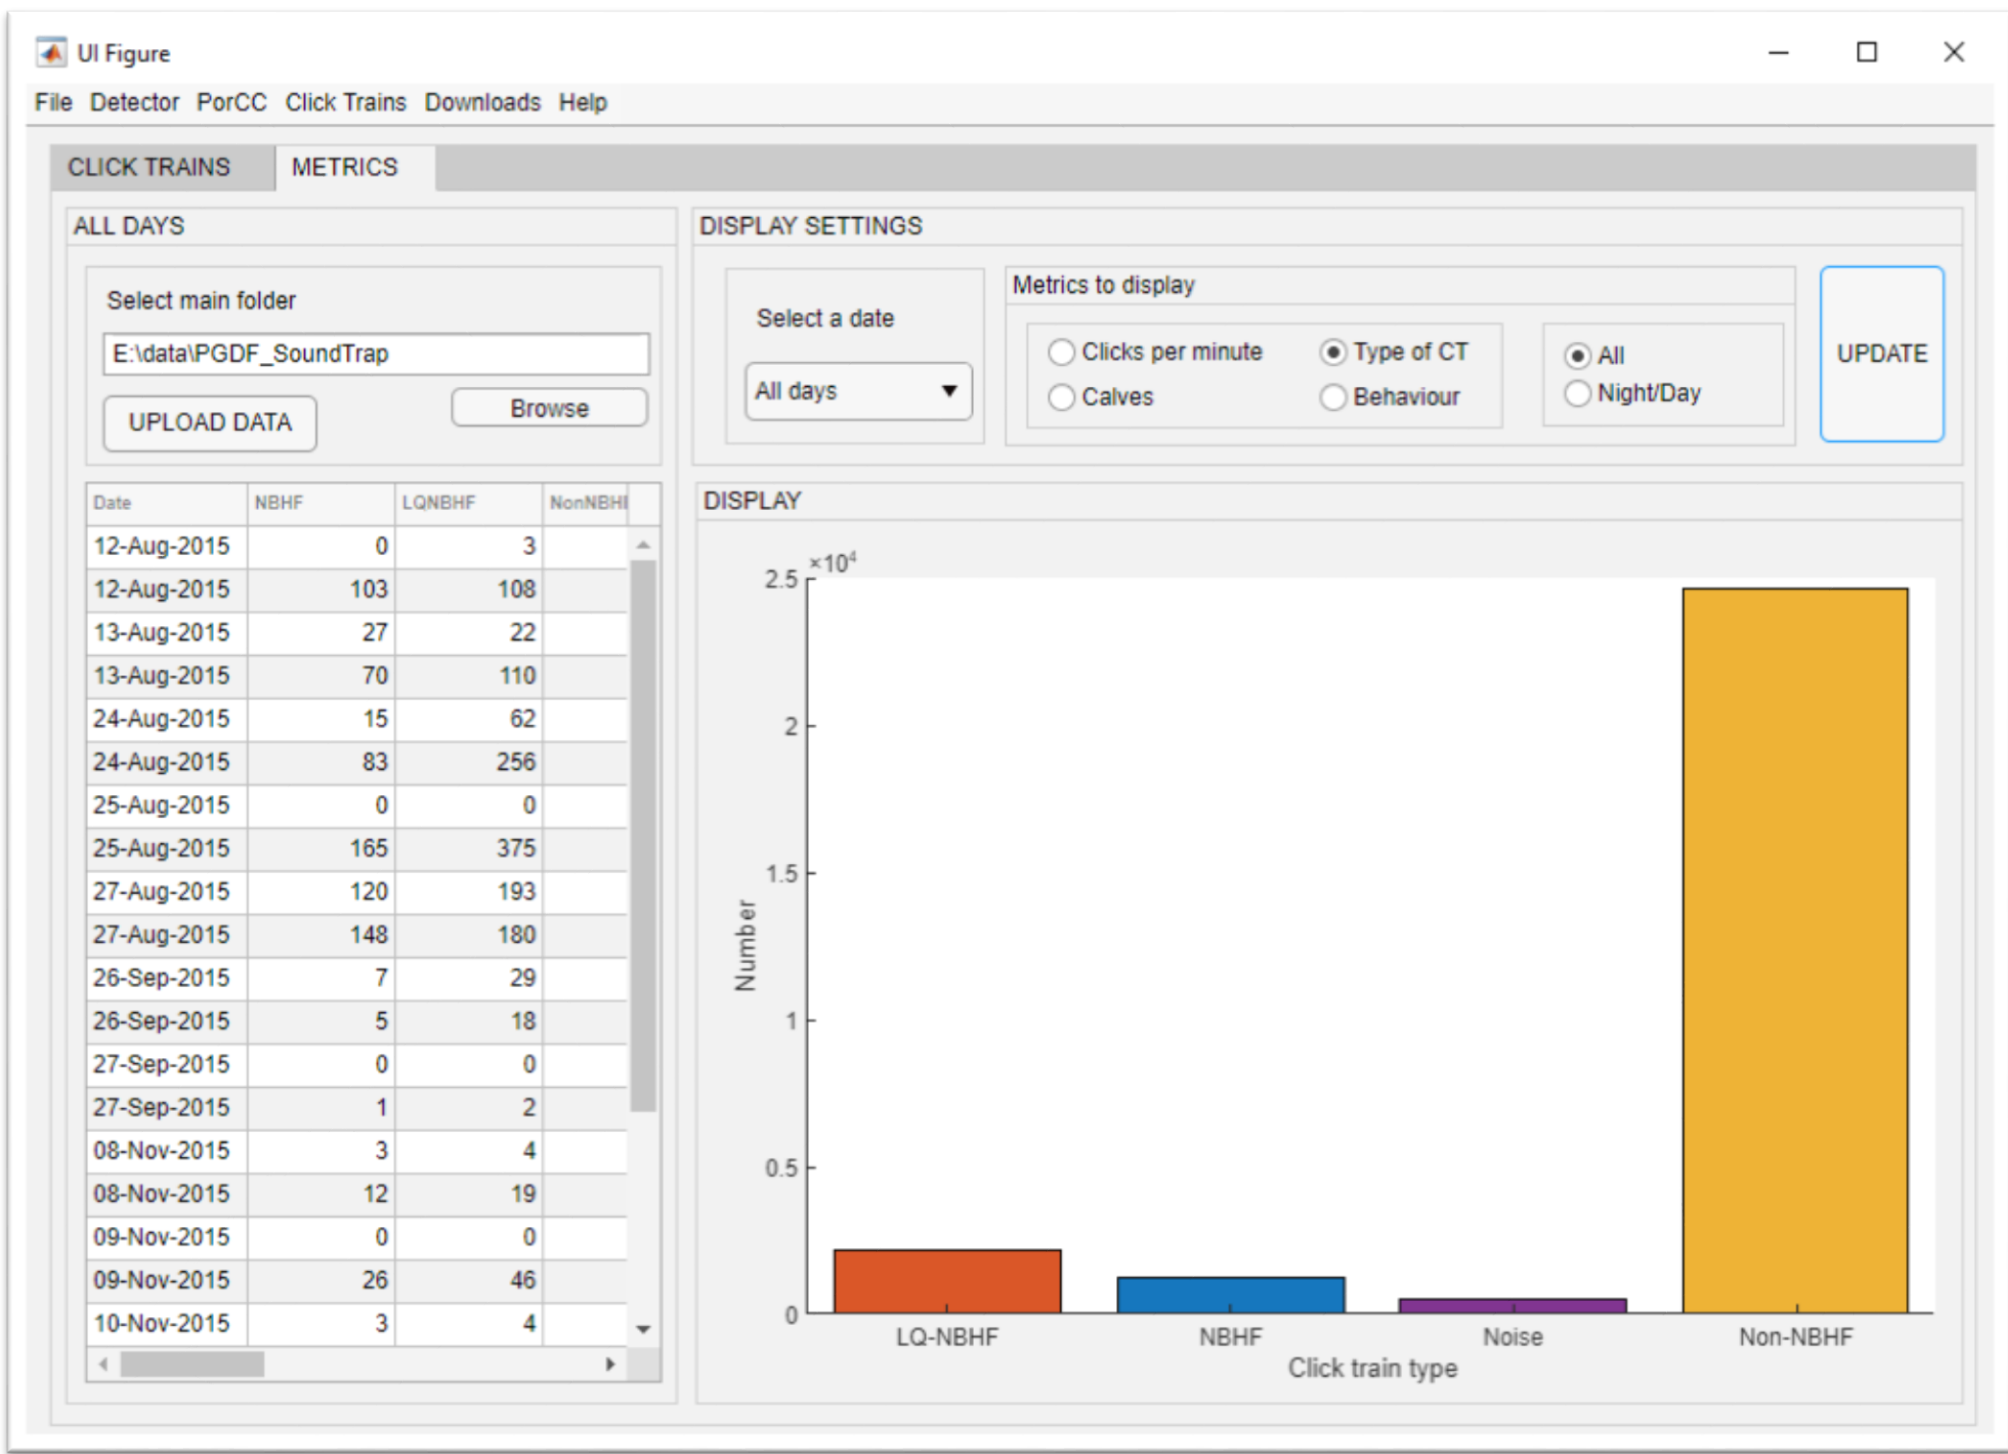 UI Figure
File Detector PorCC Click Trains Downloads Help
CLICK TRAINS METRICS
ALL DAYS
Select main folder
E:\data\PGDF_SoundTrap
UPLOAD DATA Browse
Date NBHF LQNBHF NonNBHI
12-Aug-2015 0 3
12-Aug-2015 103 108
13-Aug-2015 27 22
13-Aug-2015 70 110
24-Aug-2015 15 62
24-Aug-2015 83 256
25-Aug-2015 0 0
25-Aug-2015 165 375
27-Aug-2015 120 193
27-Aug-2015 148 180
26-Sep-2015 7 29
26-Sep-2015 5 18
27-Sep-2015 0 0
27-Sep-2015 1 2
08-Nov-2015 3 4
08-Nov-2015 12 19
09-Nov-2015 0 0
09-Nov-2015 26 46
10-Nov-2015 3 4
DISPLAY SETTINGS
Select a date
All days
Metrics to display
Clicks per minute Type of CT
Calves Behaviour
All
Night/Day
UPDATE
DISPLAY
×10⁴
2.5
2
1.5
1
0.5
0
Number
LQ-NBHF NBHF Noise Non-NBHF
Click train type